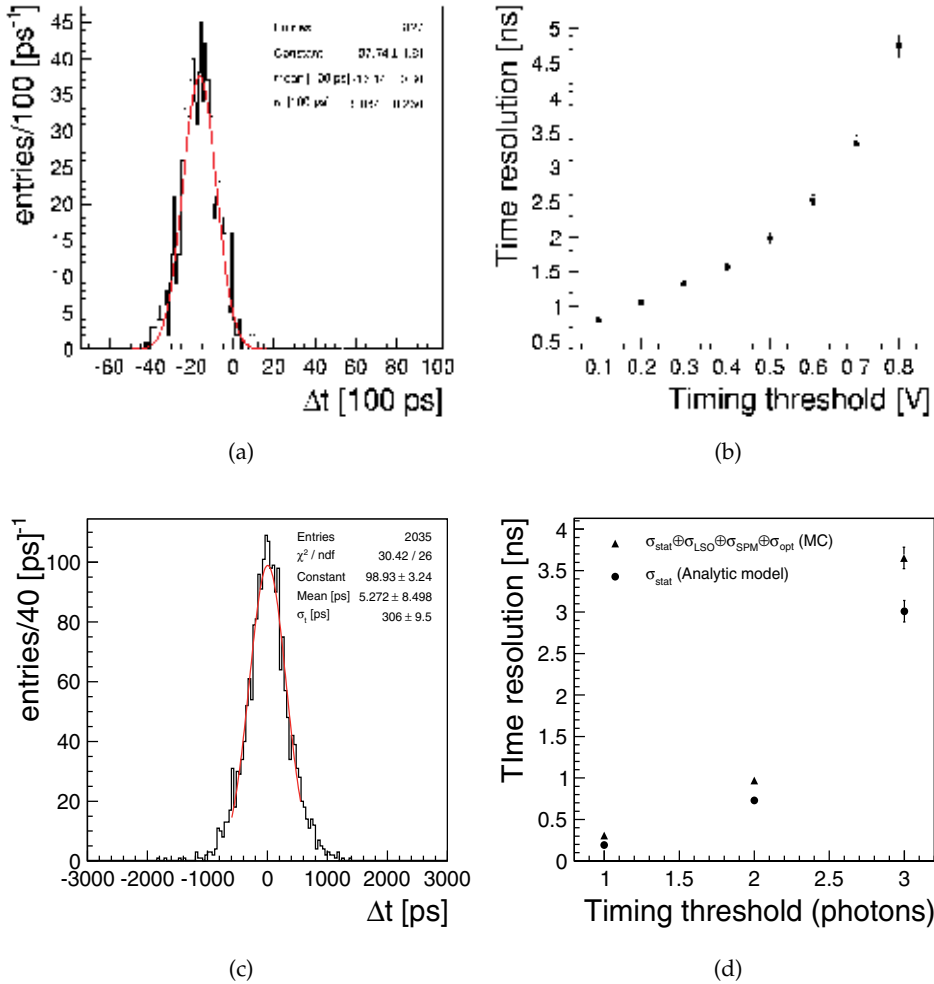 entries/100 [ps⁻¹]
45
40
35
30
25
20
15
10
5
0
-60 -40 -20 0 20 40 60 80 100
Δt [100 ps]
Entries
Constant
(a)
Time resolution [ns]
5
4.5
4
3.5
3
2.5
2
1.5
1
0.5
0.1 0.2 0.3 0.4 0.5 0.6 0.7 0.8
Timing threshold [V]
(b)
entries/40 [ps]⁻¹
100
80
60
40
20
0
-3000 -2000 -1000 0 1000 2000 3000
Δt [ps]
Entries 2035
χ² / ndf 30.42 / 26
Constant 98.93 ± 3.24
Mean [ps] 5.272 ± 8.498
σt [ps] 306 ± 9.5
(c)
TIme resolution [ns]
4
3.5
3
2.5
2
1.5
1
0.5
0
1 1.5 2 2.5 3
Timing threshold (photons)
▲ σstat⊕σLSO⊕σSPM⊕σopt (MC)
● σstat (Analytic model)
(d)